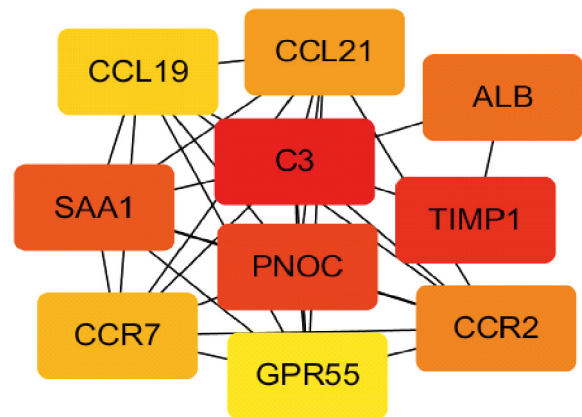 CCL19
CCL21
ALB
C3
SAA1
TIMP1
PNOC
CCR7
CCR2
GPR55